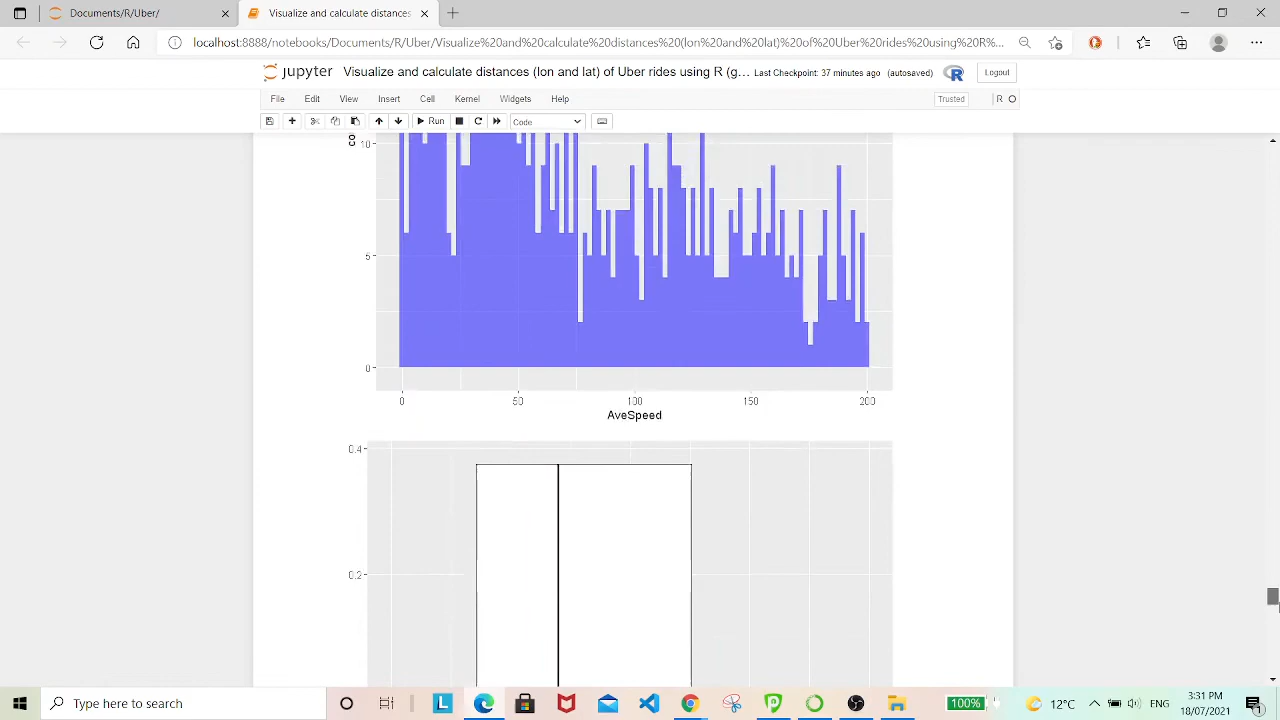 Documents/R/Uber/
Visualize and calculate distances
localhost:8888/notebooks/Documents/R/Uber/Visualize%20and%20calculate%20distances%20(lon%20and%20lat)%20of%20Uber%20rides%20using%20R%...
jupyter Visualize and calculate distances (lon and lat) of Uber rides using R (g... Last Checkpoint: 37 minutes ago (autosaved) R Logout
File Edit View Insert Cell Kernel Widgets Help Trusted R
Run Code
10
5
0
0 50 100 150 200
AveSpeed
0.4
0.2
Type here to search
L
100%
12°C
ENG
3:31 PM
18/07/2021
1